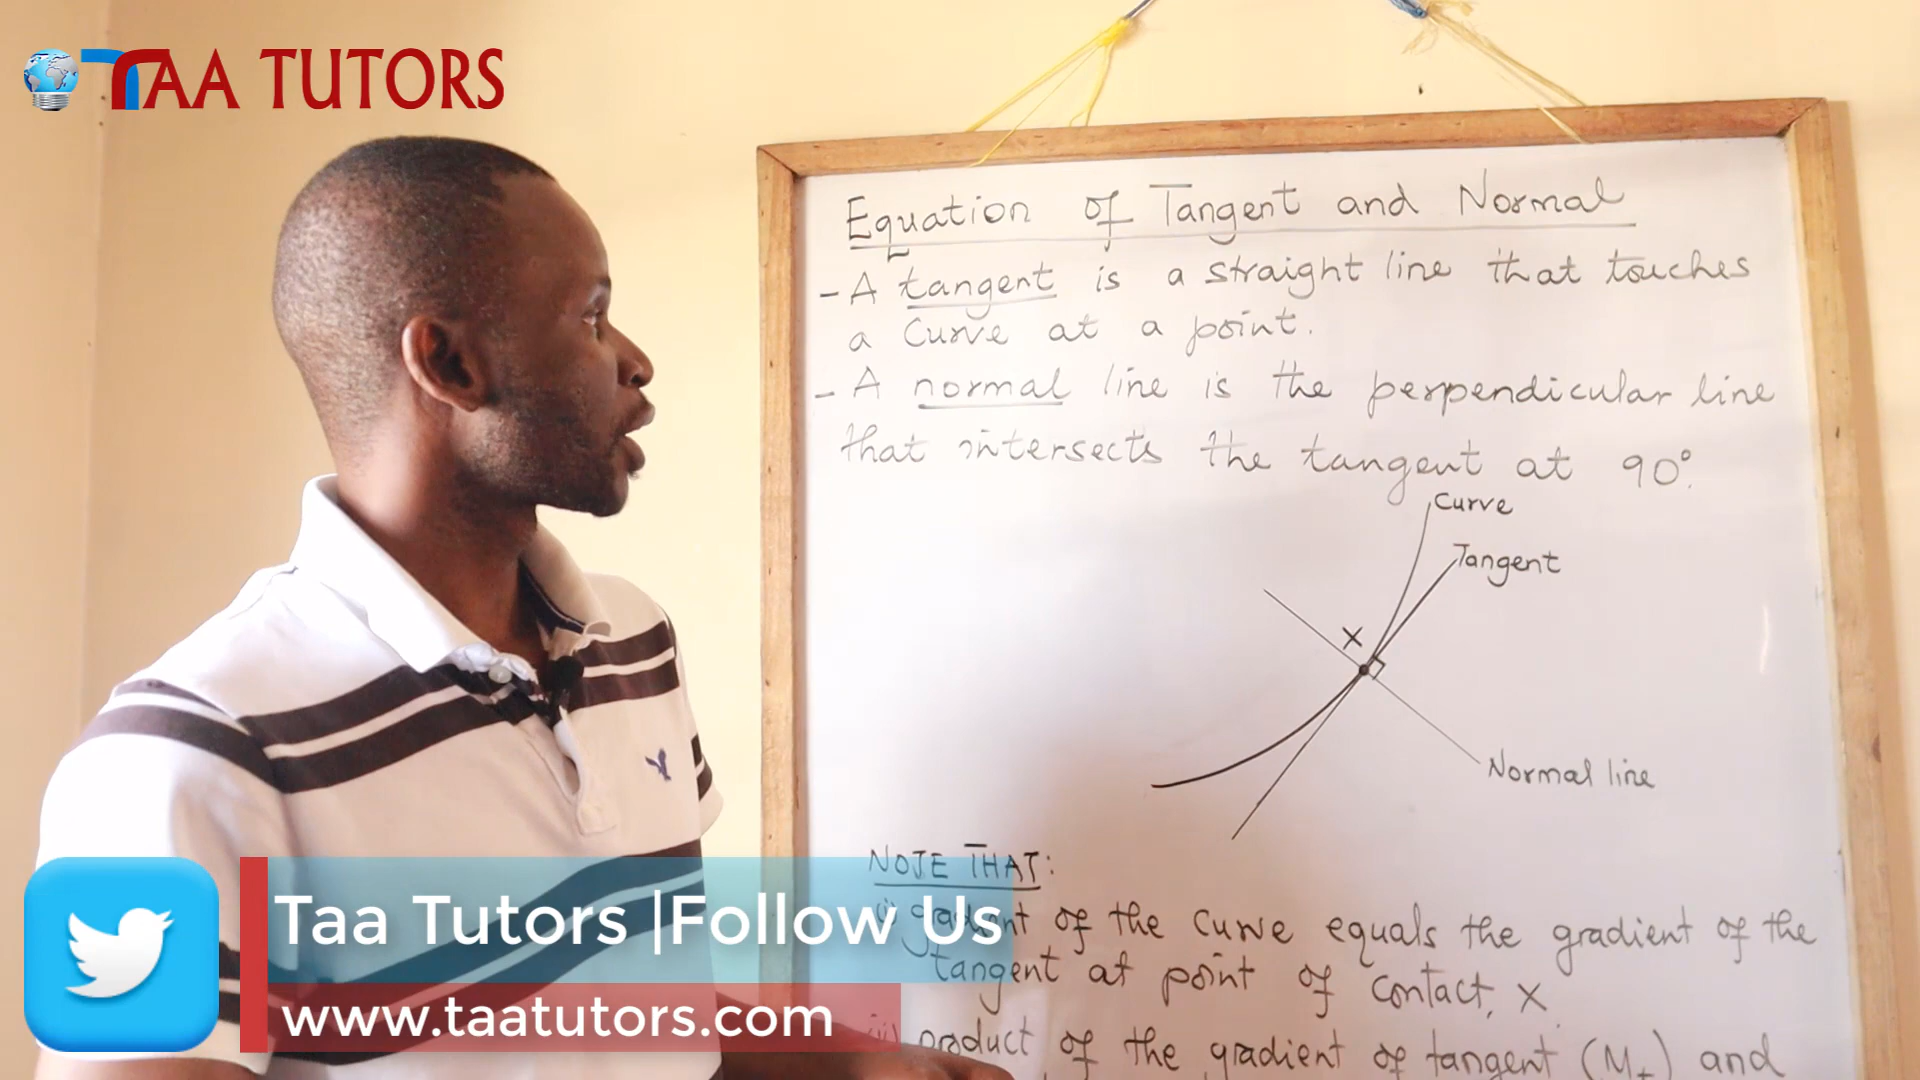 TAA TUTORS
Equation of Tangent and Normal
- A tangent is a straight line that touches
a Curve at a point.
- A normal line is the perpendicular line
that intersects the tangent at 90°.
Curve
Tangent
X
Normal line
NOTE THAT:
(i) gradient of the curve equals the gradient of the
tangent at point of contact, X
(ii) product of the gradient of tangent (Mt) and
Taa Tutors |Follow Us
www.taatutors.com